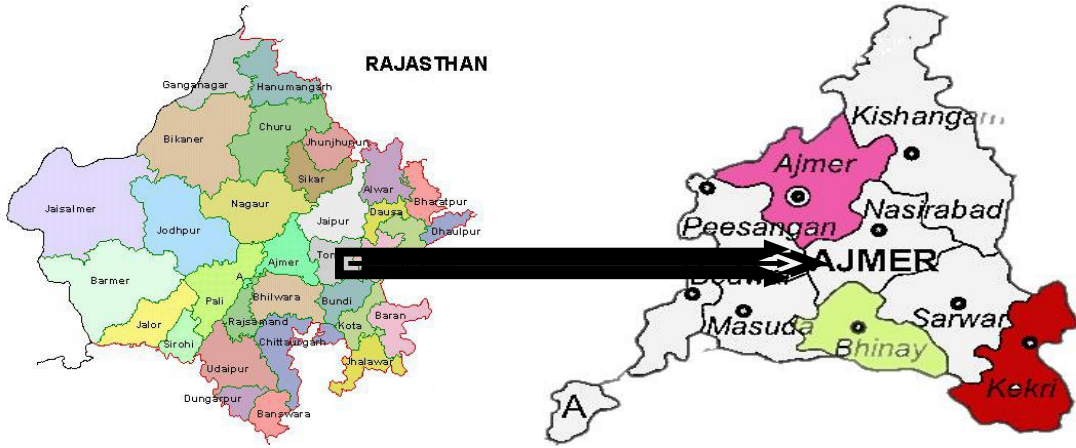 RAJASTHAN
Ganganagar
Hanumangarh
Bikaner
Churu
Jhunjhunun
Sikar
Alwar
Jaisalmer
Nagaur
Bharatpur
Jaipur
Dausa
Jodhpur
Dhaulpur
Ajmer
A
Barmer
Pali
Bhilwara
Bundi
Jalor
Rajsamand
Kota
Baran
Sirohi
Chittaurgarh
Udaipur
Jhalawar
Dungarpur
Banswara
Kishangarh
Ajmer
Peesangan
Nasirabad
AJMER
Masuda
Sarwar
Bhinay
Kekri
A